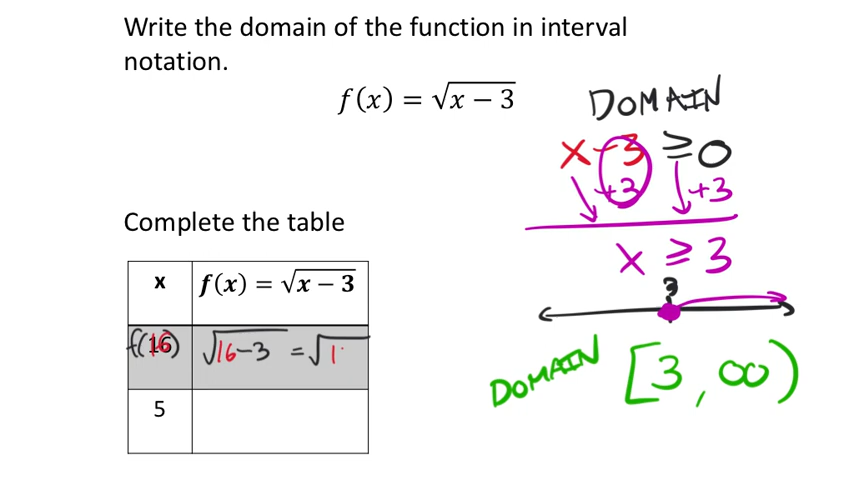 Write the domain of the function in interval
notation.
f(x) = √x − 3
DOMAIN
x − 3 ≥ 0
+3 +3
x ≥ 3
3
DOMAIN [3, ∞)
Complete the table
x f(x) = √x − 3
f(16) √16 − 3 = √1
5